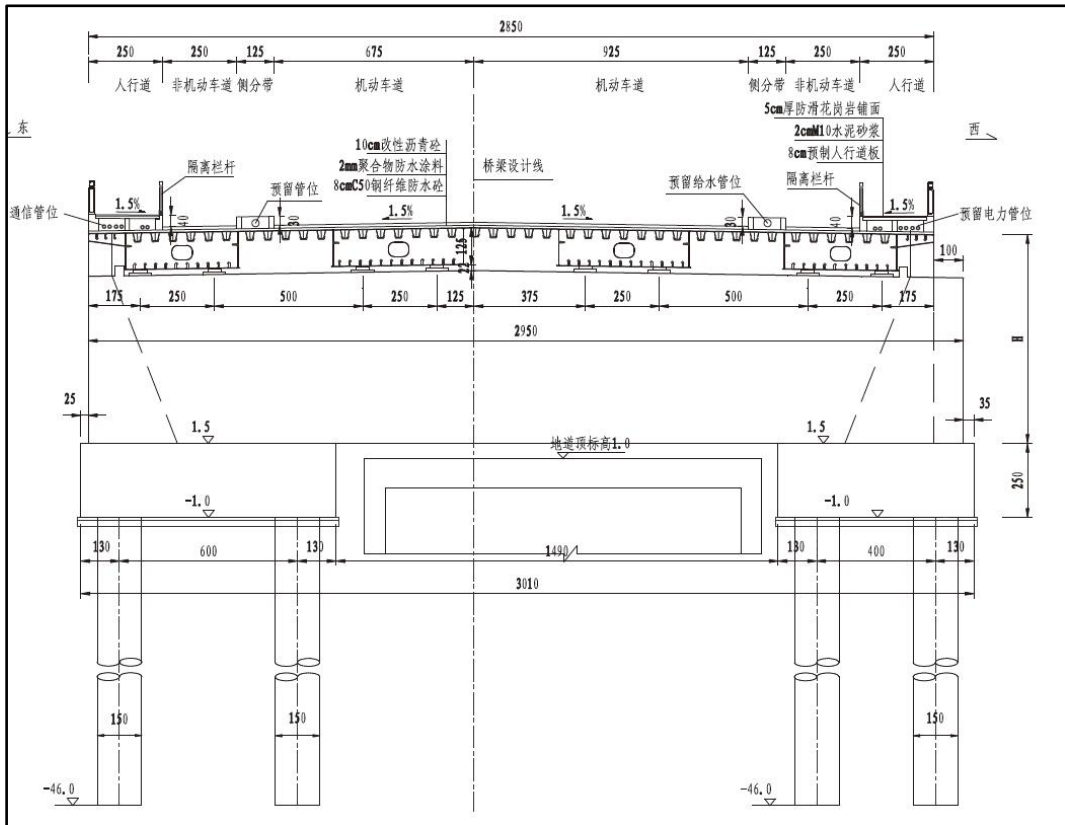 2850
250 250 125 675 925 125 250 250
人行道 非机动车道 侧分带 机动车道 机动车道 侧分带 非机动车道 人行道
5cm厚防滑花岗岩铺面
东 2cmM10水泥砂浆 西
10cm改性沥青砼 8cm预制人行道板
隔离栏杆 2mm聚合物防水涂料 桥梁设计线 预留给水管位 隔离栏杆
预留管位 8cmC50钢纤维防水砼
通信管位 1.5% 40 30 1.5% 1.5% 30 40 1.5% 预留电力管位
125
22 100
175 250 500 250 125 375 250 500 250 175
2950
H
25 35
1.5 地道顶标高1.0 1.5
250
-1.0 -1.0
130 600 130 1490 130 400 130
3010
150 150 150
-46.0 -46.0